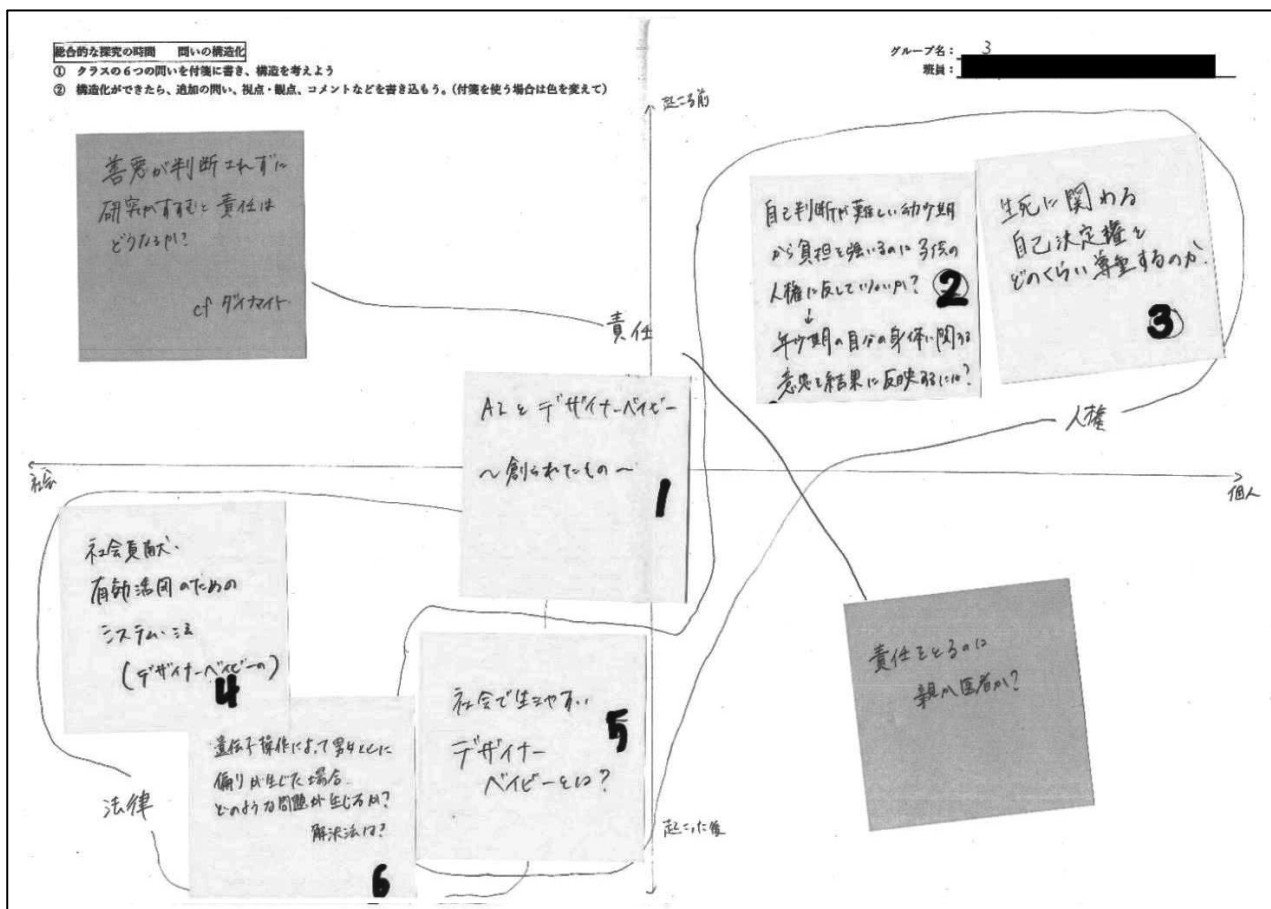 総合的な探究の時間 問いの構造化
① クラスの6つの問いを付箋に書き、構造を考えよう
② 構造化ができたら、追加の問い、視点・観点、コメントなどを書き込もう。(付箋を使う場合は色を変えて)
グループ名: 3
班員:
起こる前
善悪が判断されずに
研究がすすむと責任は
どうなるか?
cf ダイナマイト
責任
自己判断が難しい幼少期
から負担を強いるのは子供の
人権に反していないか? ②
↓
年少期の自分の身体に関する
意思を結果に反映するには?
生死に関わる
自己決定権を
どのくらい尊重するのか.
③
人権
AIとデザイナーベイビー
〜創られたもの〜
1
社会
個人
社会貢献・
有効活用のための
システム・法
(デザイナーベイビーの)
4
法律
遺伝子操作によって男女比に
偏りが生じた場合
どのような問題が生じるか?
解決法は?
6
社会で生きやすい
デザイナー
ベイビーとは?
5
責任をとるのは
親か医者か?
起こった後